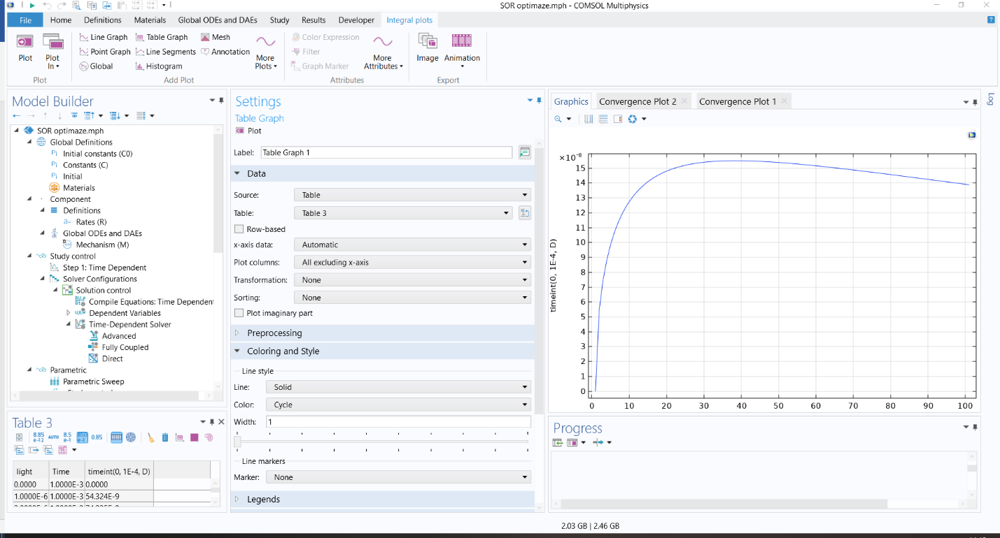 SOR optimaze.mph - COMSOL Multiphysics
File Home Definitions Materials Global ODEs and DAEs Study Results Developer Integral plots
Plot
Plot In
Plot
Line Graph Table Graph Mesh
Point Graph Line Segments Annotation
Global Histogram
More Plots
Add Plot
Color Expression
Filter
Graph Marker
More Attributes
Attributes
Image
Animation
Export
Model Builder
SOR optimaze.mph
Global Definitions
Pi Initial constants (C0)
Pi Constants (C)
Pi Initial
Materials
Component
Definitions
a= Rates (R)
Global ODEs and DAEs
Mechanism (M)
Study control
Step 1: Time Dependent
Solver Configurations
Solution control
Compile Equations: Time Dependent
Dependent Variables
Time-Dependent Solver
Advanced
Fully Coupled
Direct
Parametric
Parametric Sweep
Table 3
8.85 e-12 AUTO 8.5 e-1 850 e-1 0.85
light Time timeint(0, 1E-4, D)
0.0000 1.0000E-3 0.0000
1.0000E-6 1.0000E-3 54.324E-9
Settings
Table Graph
Plot
Label: Table Graph 1
Data
Source: Table
Table: Table 3
Row-based
x-axis data: Automatic
Plot columns: All excluding x-axis
Transformation: None
Sorting: None
Plot imaginary part
Preprocessing
Coloring and Style
Line style
Line: Solid
Color: Cycle
Width: 1
Line markers
Marker: None
Legends
Graphics Convergence Plot 2 Convergence Plot 1
Log
×10⁻⁸
15
14
13
12
11
10
9
8
7
6
5
4
3
2
1
0
timeint(0, 1E-4, D)
0 10 20 30 40 50 60 70 80 90 100
Progress
2.03 GB | 2.46 GB